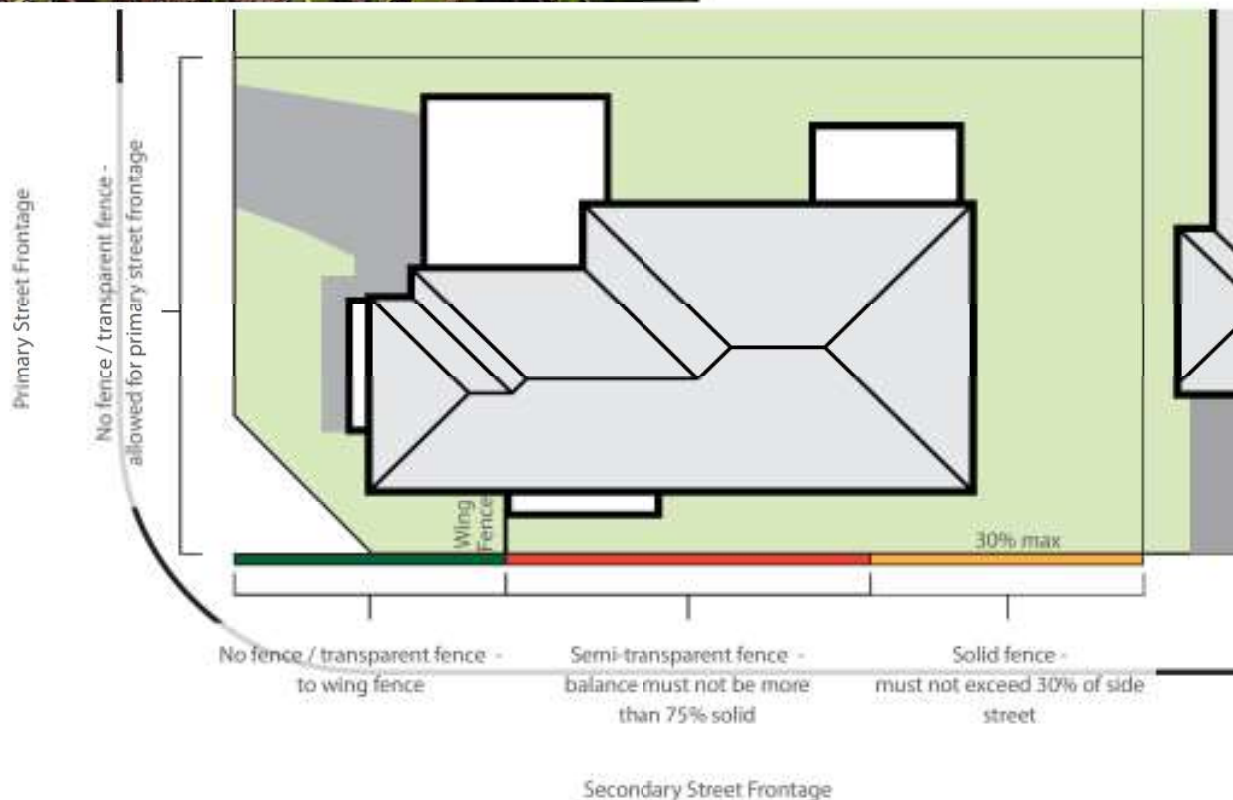 Primary Street Frontage
No fence / transparent fence -
allowed for primary street frontage
Wing
Fence
30% max
No fence / transparent fence -
to wing fence
Semi-transparent fence -
balance must not be more
than 75% solid
Solid fence -
must not exceed 30% of side
street
Secondary Street Frontage